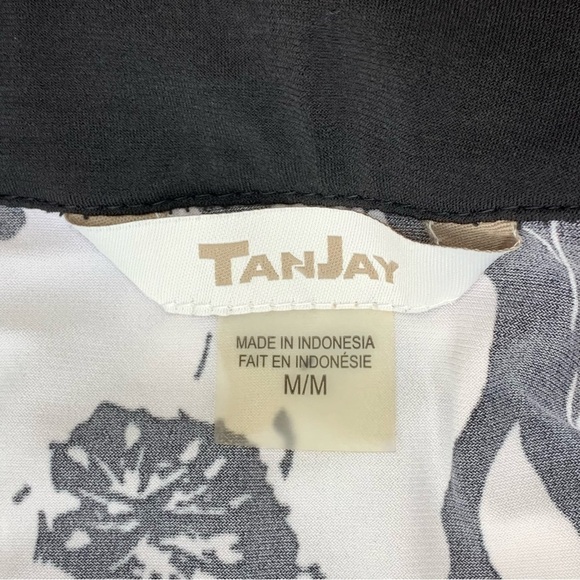 TANJAY
MADE IN INDONESIA
FAIT EN INDONÉSIE
M/M